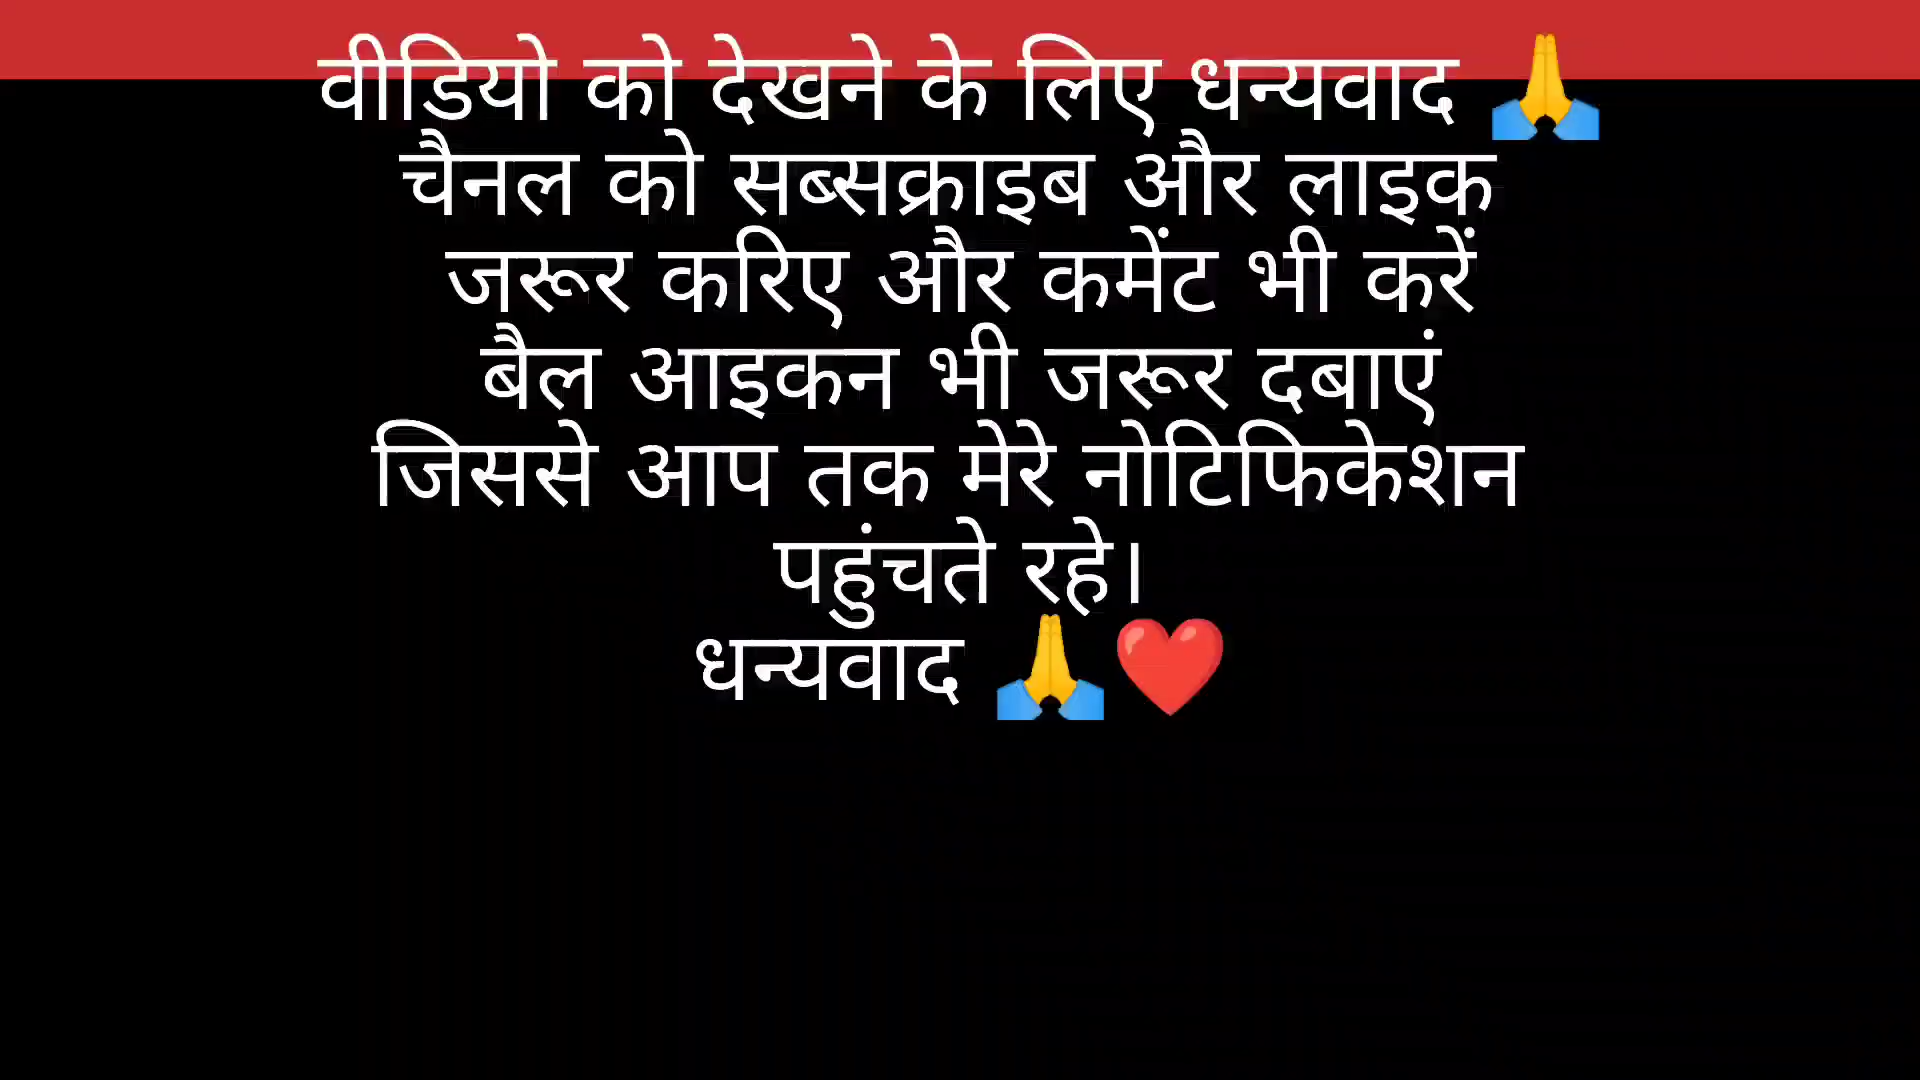 वीडियो को देखने के लिए धन्यवाद 🙏
चैनल को सब्सक्राइब और लाइक
जरूर करिए और कमेंट भी करें
बैल आइकन भी जरूर दबाएं
जिससे आप तक मेरे नोटिफिकेशन
पहुंचते रहे।
धन्यवाद 🙏❤️